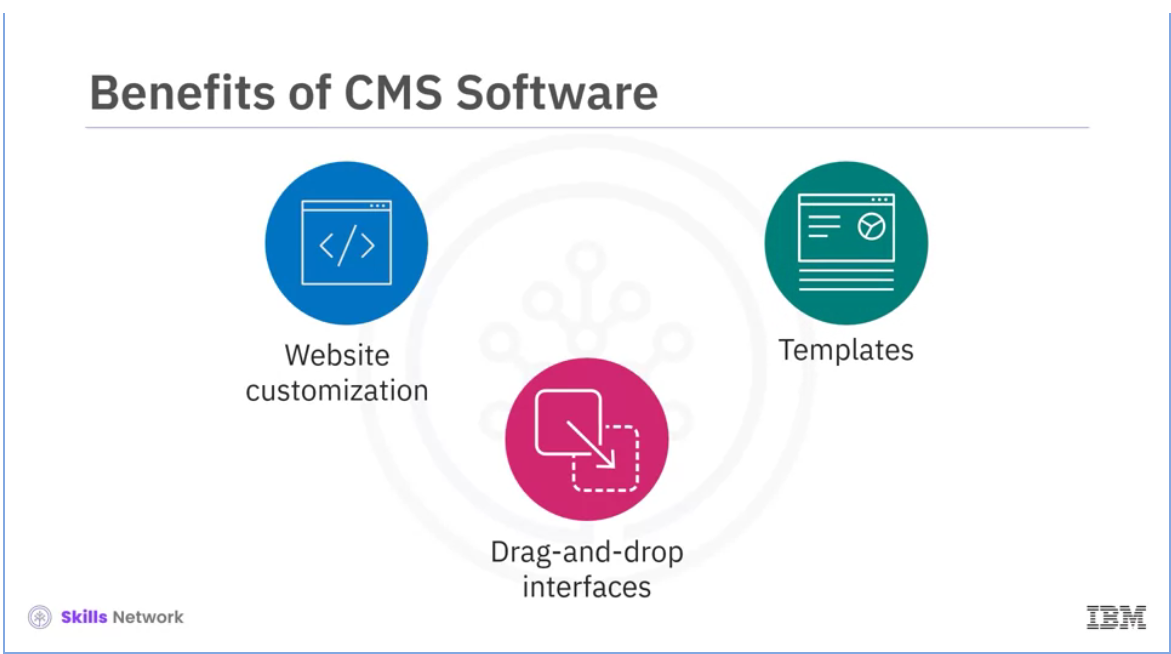 Benefits of CMS Software
</>
Website
customization
Templates
Drag-and-drop
interfaces
Skills Network
IBM